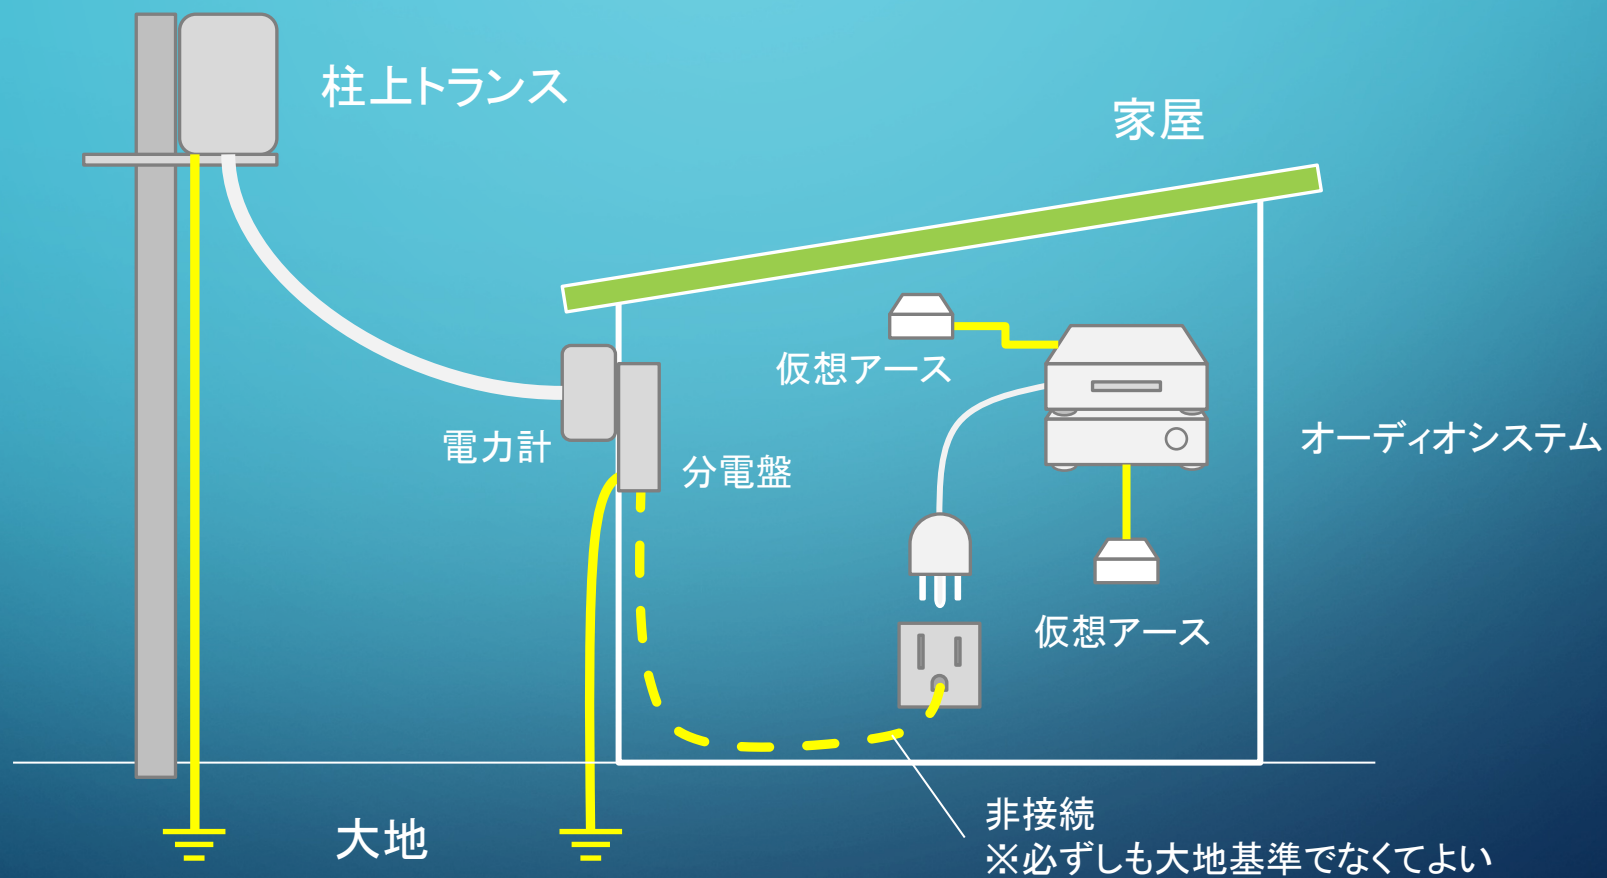 柱上トランス
家屋
仮想アース
電力計
分電盤
オーディオシステム
仮想アース
大地
非接続
※必ずしも大地基準でなくてよい